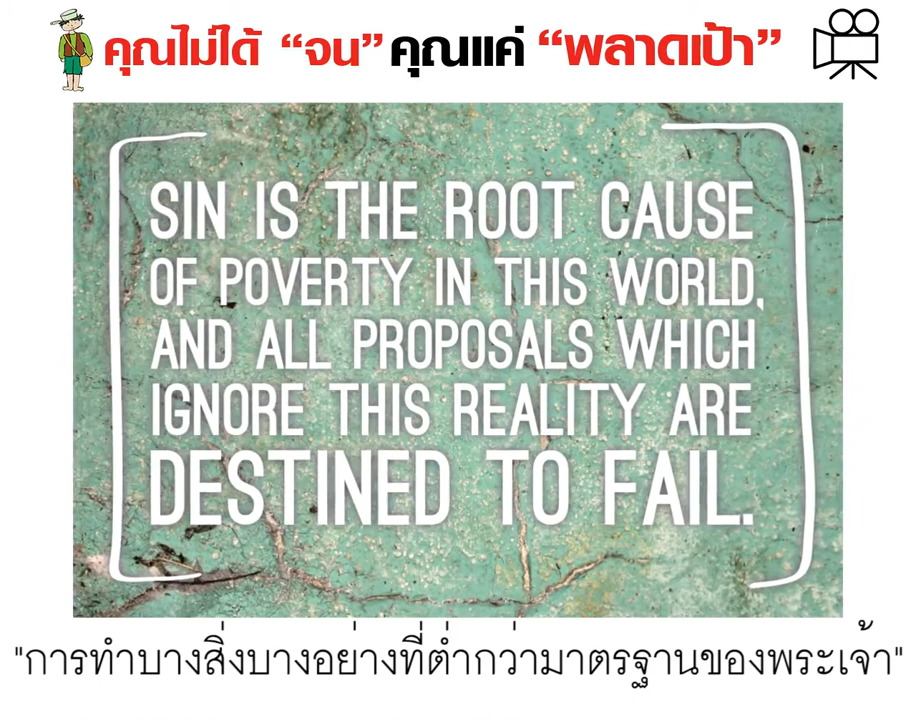 คุณไม่ได้ “จน” คุณแค่ “พลาดเป้า”
SIN IS THE ROOT CAUSE
OF POVERTY IN THIS WORLD,
AND ALL PROPOSALS WHICH
IGNORE THIS REALITY ARE
DESTINED TO FAIL.
"การทำบางสิ่งบางอย่างที่ต่ำกว่ามาตรฐานของพระเจ้า"